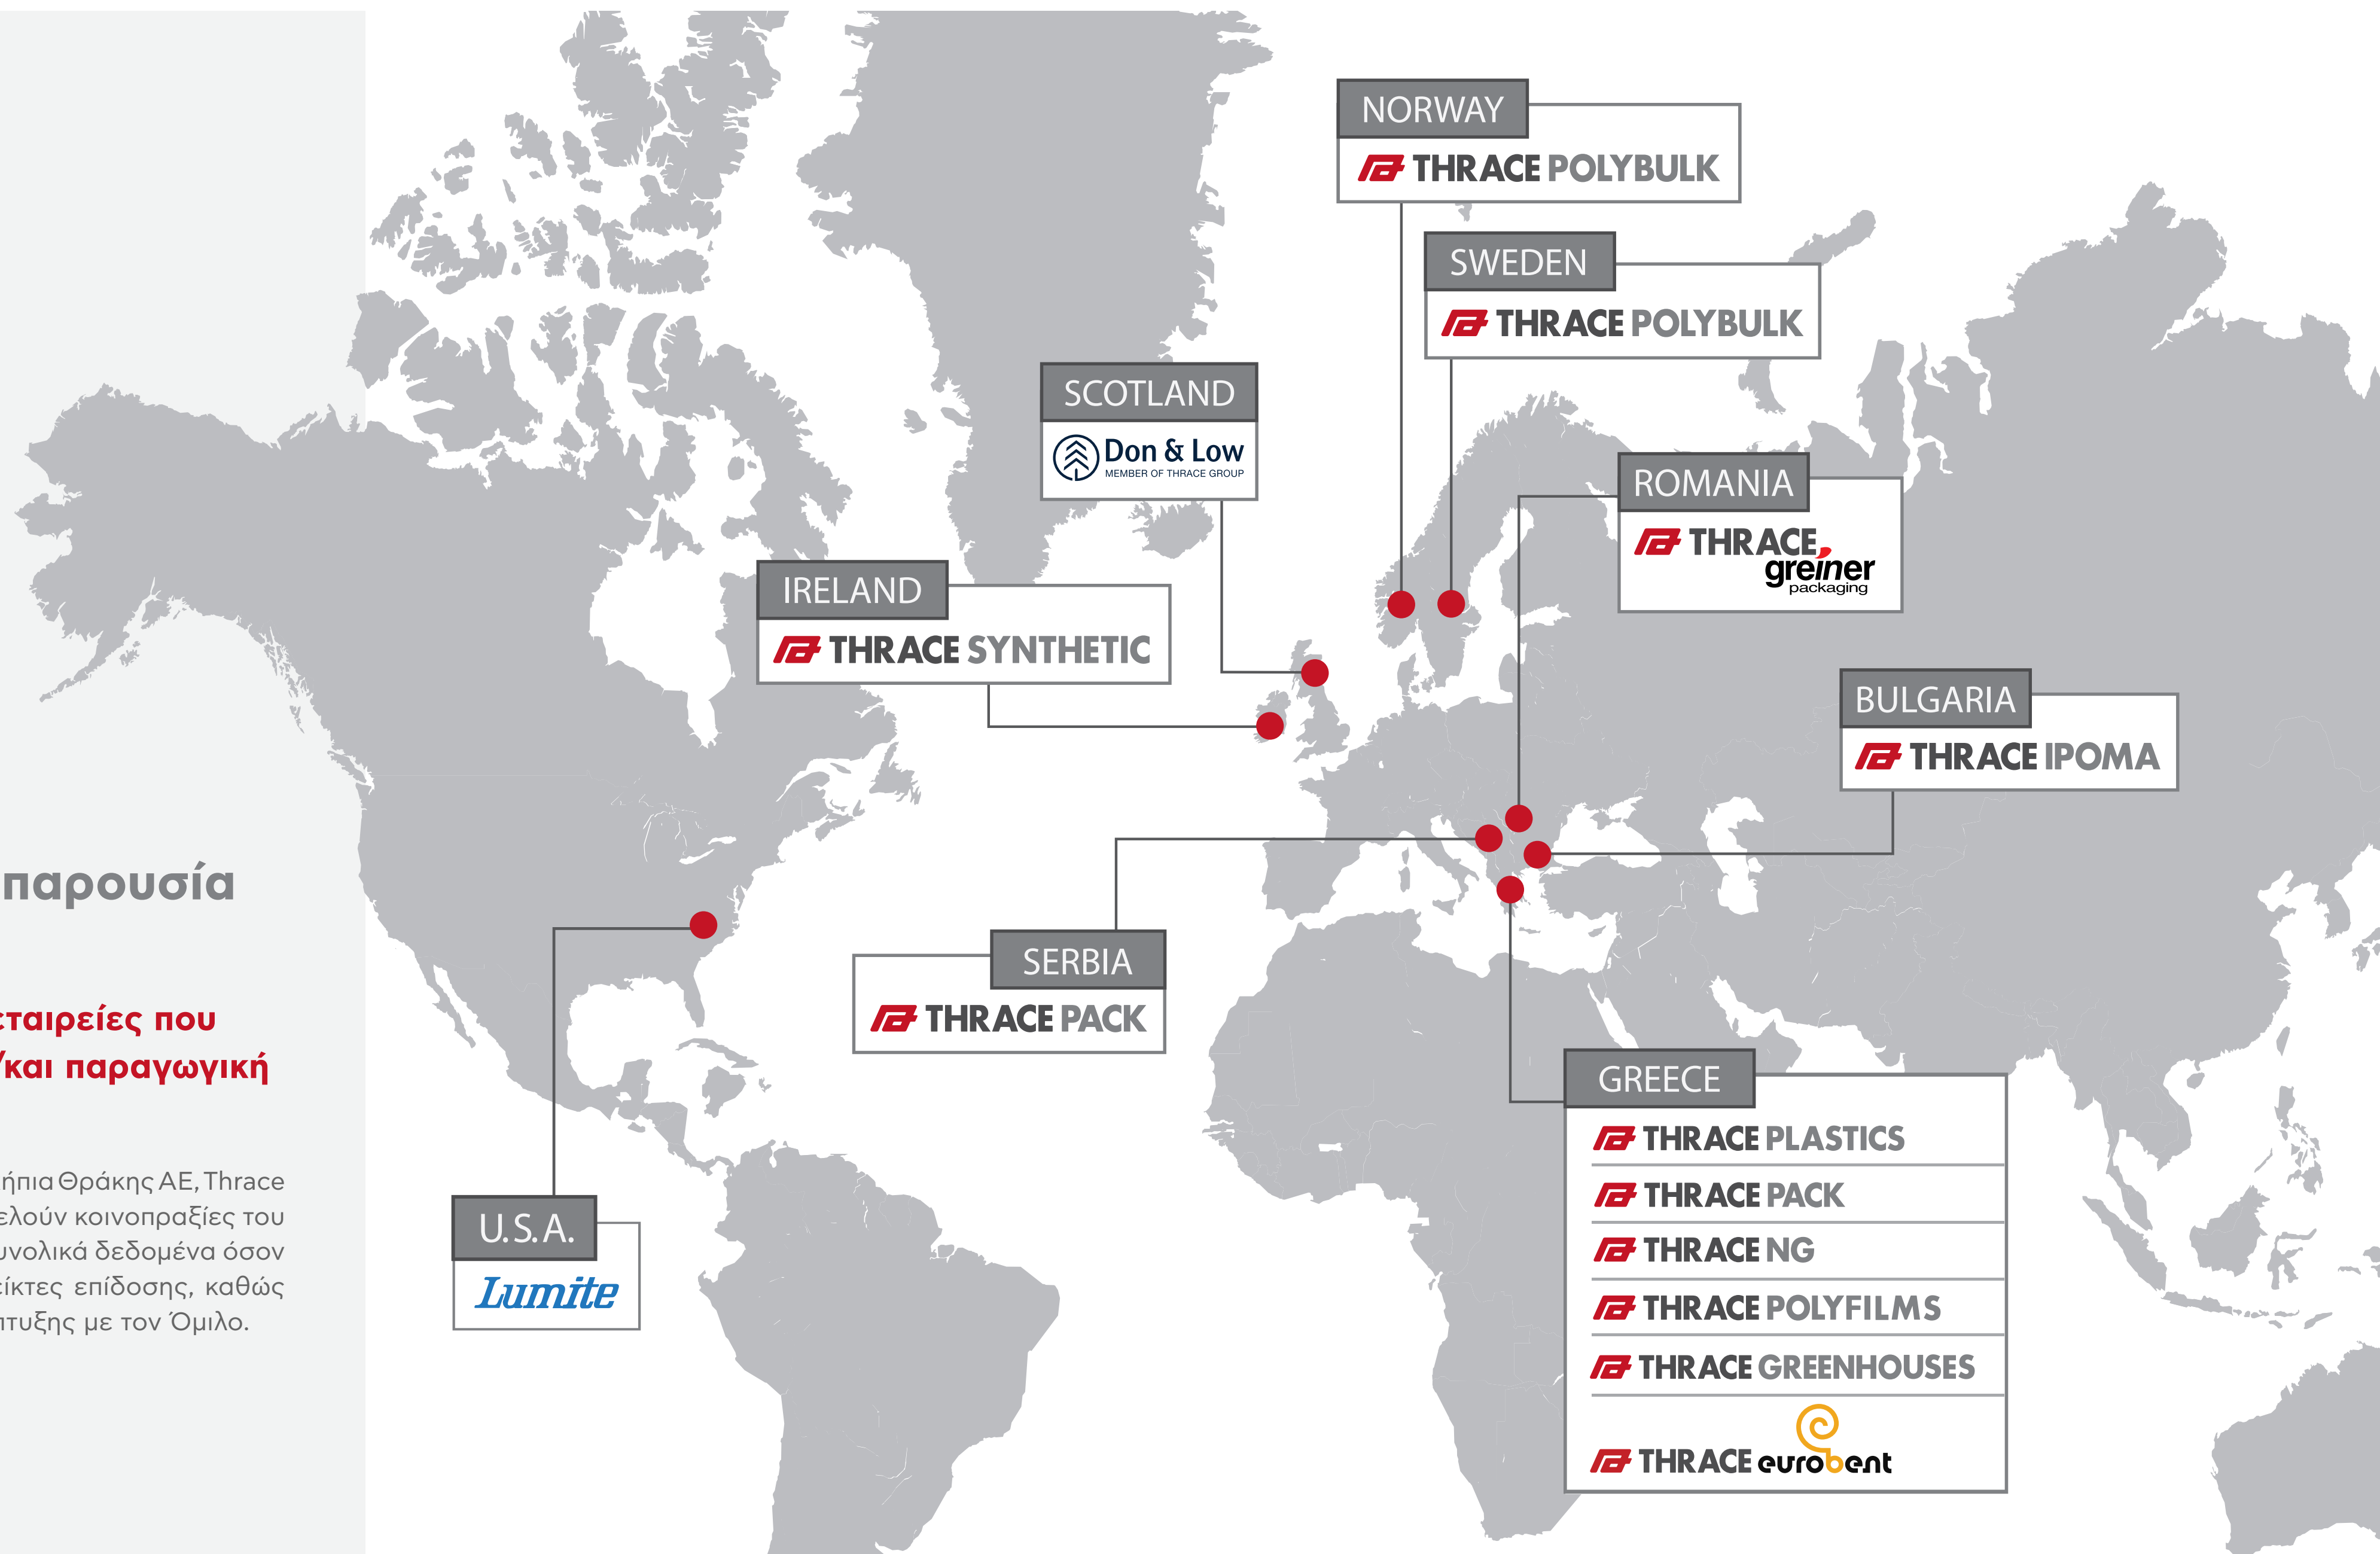 παρουσία
εταιρείες που
/και παραγωγική
ήπια Θράκης ΑΕ, Thrace
ελούν κοινοπραξίες του
υνολικά δεδομένα όσον
είκτες επίδοσης, καθώς
πτυξης με τον Όμιλο.
NORWAY
THRACE POLYBULK
SWEDEN
THRACE POLYBULK
SCOTLAND
Don & Low
MEMBER OF THRACE GROUP
ROMANIA
THRACE
greiner
packaging
IRELAND
THRACE SYNTHETIC
BULGARIA
THRACE IPOMA
SERBIA
THRACE PACK
GREECE
THRACE PLASTICS
THRACE PACK
THRACE NG
THRACE POLYFILMS
THRACE GREENHOUSES
THRACE eurobent
U.S.A.
Lumite